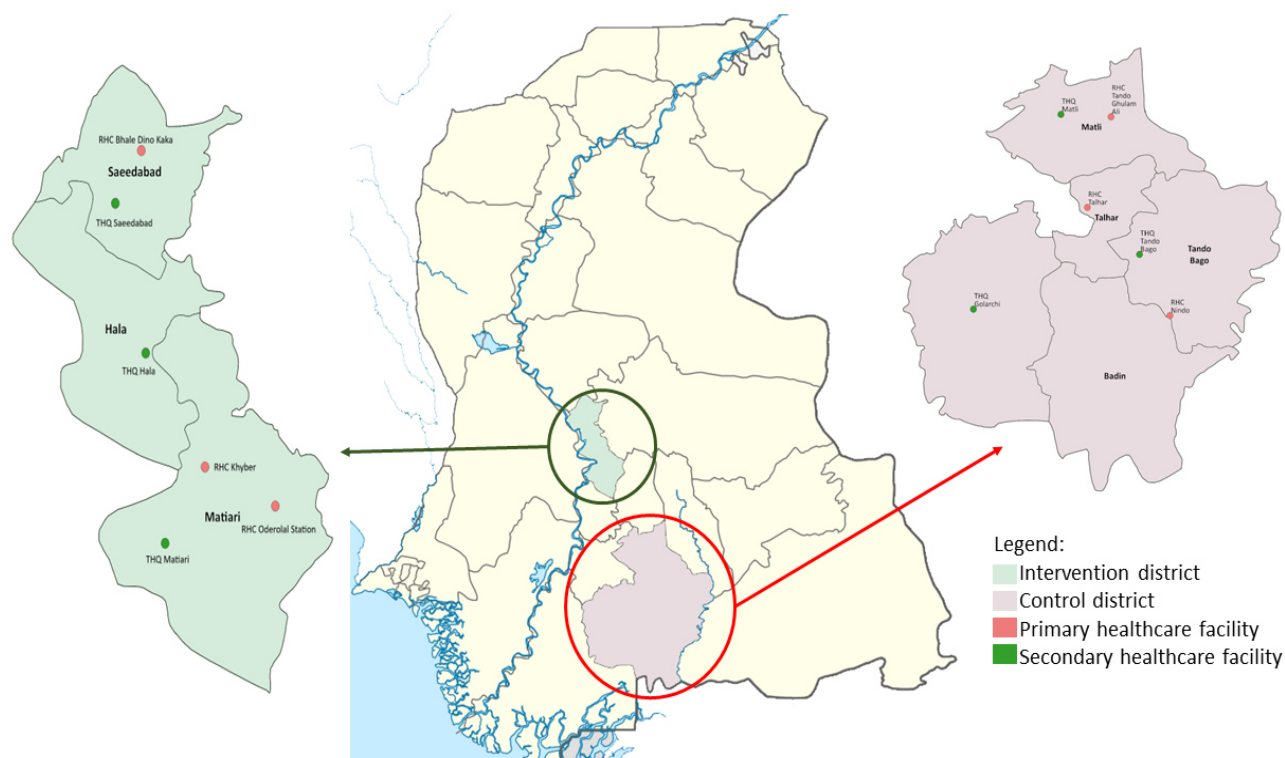 RHC Bhale Dino Kaka
Saeedabad
THQ Saeedabad
Hala
THQ Hala
RHC Khyber
Matiari
RHC Oderolal Station
THQ Matiari
THQ
Matli
RHC
Tando
Ghulam
Ali
Matli
RHC
Talhar
Talhar
THQ
Tando
Bago
Tando
Bago
THQ
Golarchi
RHC
Nindo
Badin
Legend:
Intervention district
Control district
Primary healthcare facility
Secondary healthcare facility